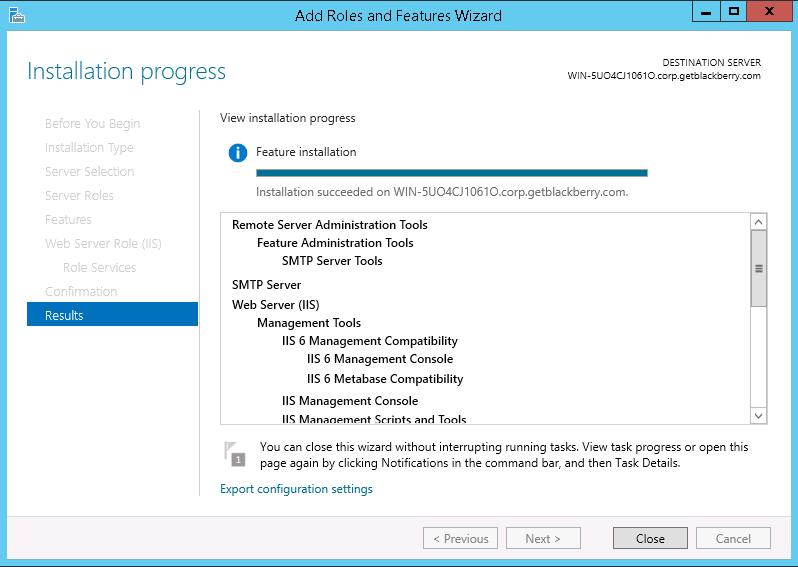 Add Roles and Features Wizard
Installation progress
DESTINATION SERVER
WIN-5UO4CJ1061O.corp.getblackberry.com
Before You Begin
Installation Type
Server Selection
Server Roles
Features
Web Server Role (IIS)
Role Services
Confirmation
Results
View installation progress
Feature installation
Installation succeeded on WIN-5UO4CJ1061O.corp.getblackberry.com.
Remote Server Administration Tools
Feature Administration Tools
SMTP Server Tools
SMTP Server
Web Server (IIS)
Management Tools
IIS 6 Management Compatibility
IIS 6 Management Console
IIS 6 Metabase Compatibility
IIS Management Console
IIS Management Scripts and Tools
1
You can close this wizard without interrupting running tasks. View task progress or open this
page again by clicking Notifications in the command bar, and then Task Details.
Export configuration settings
< Previous
Next >
Close
Cancel